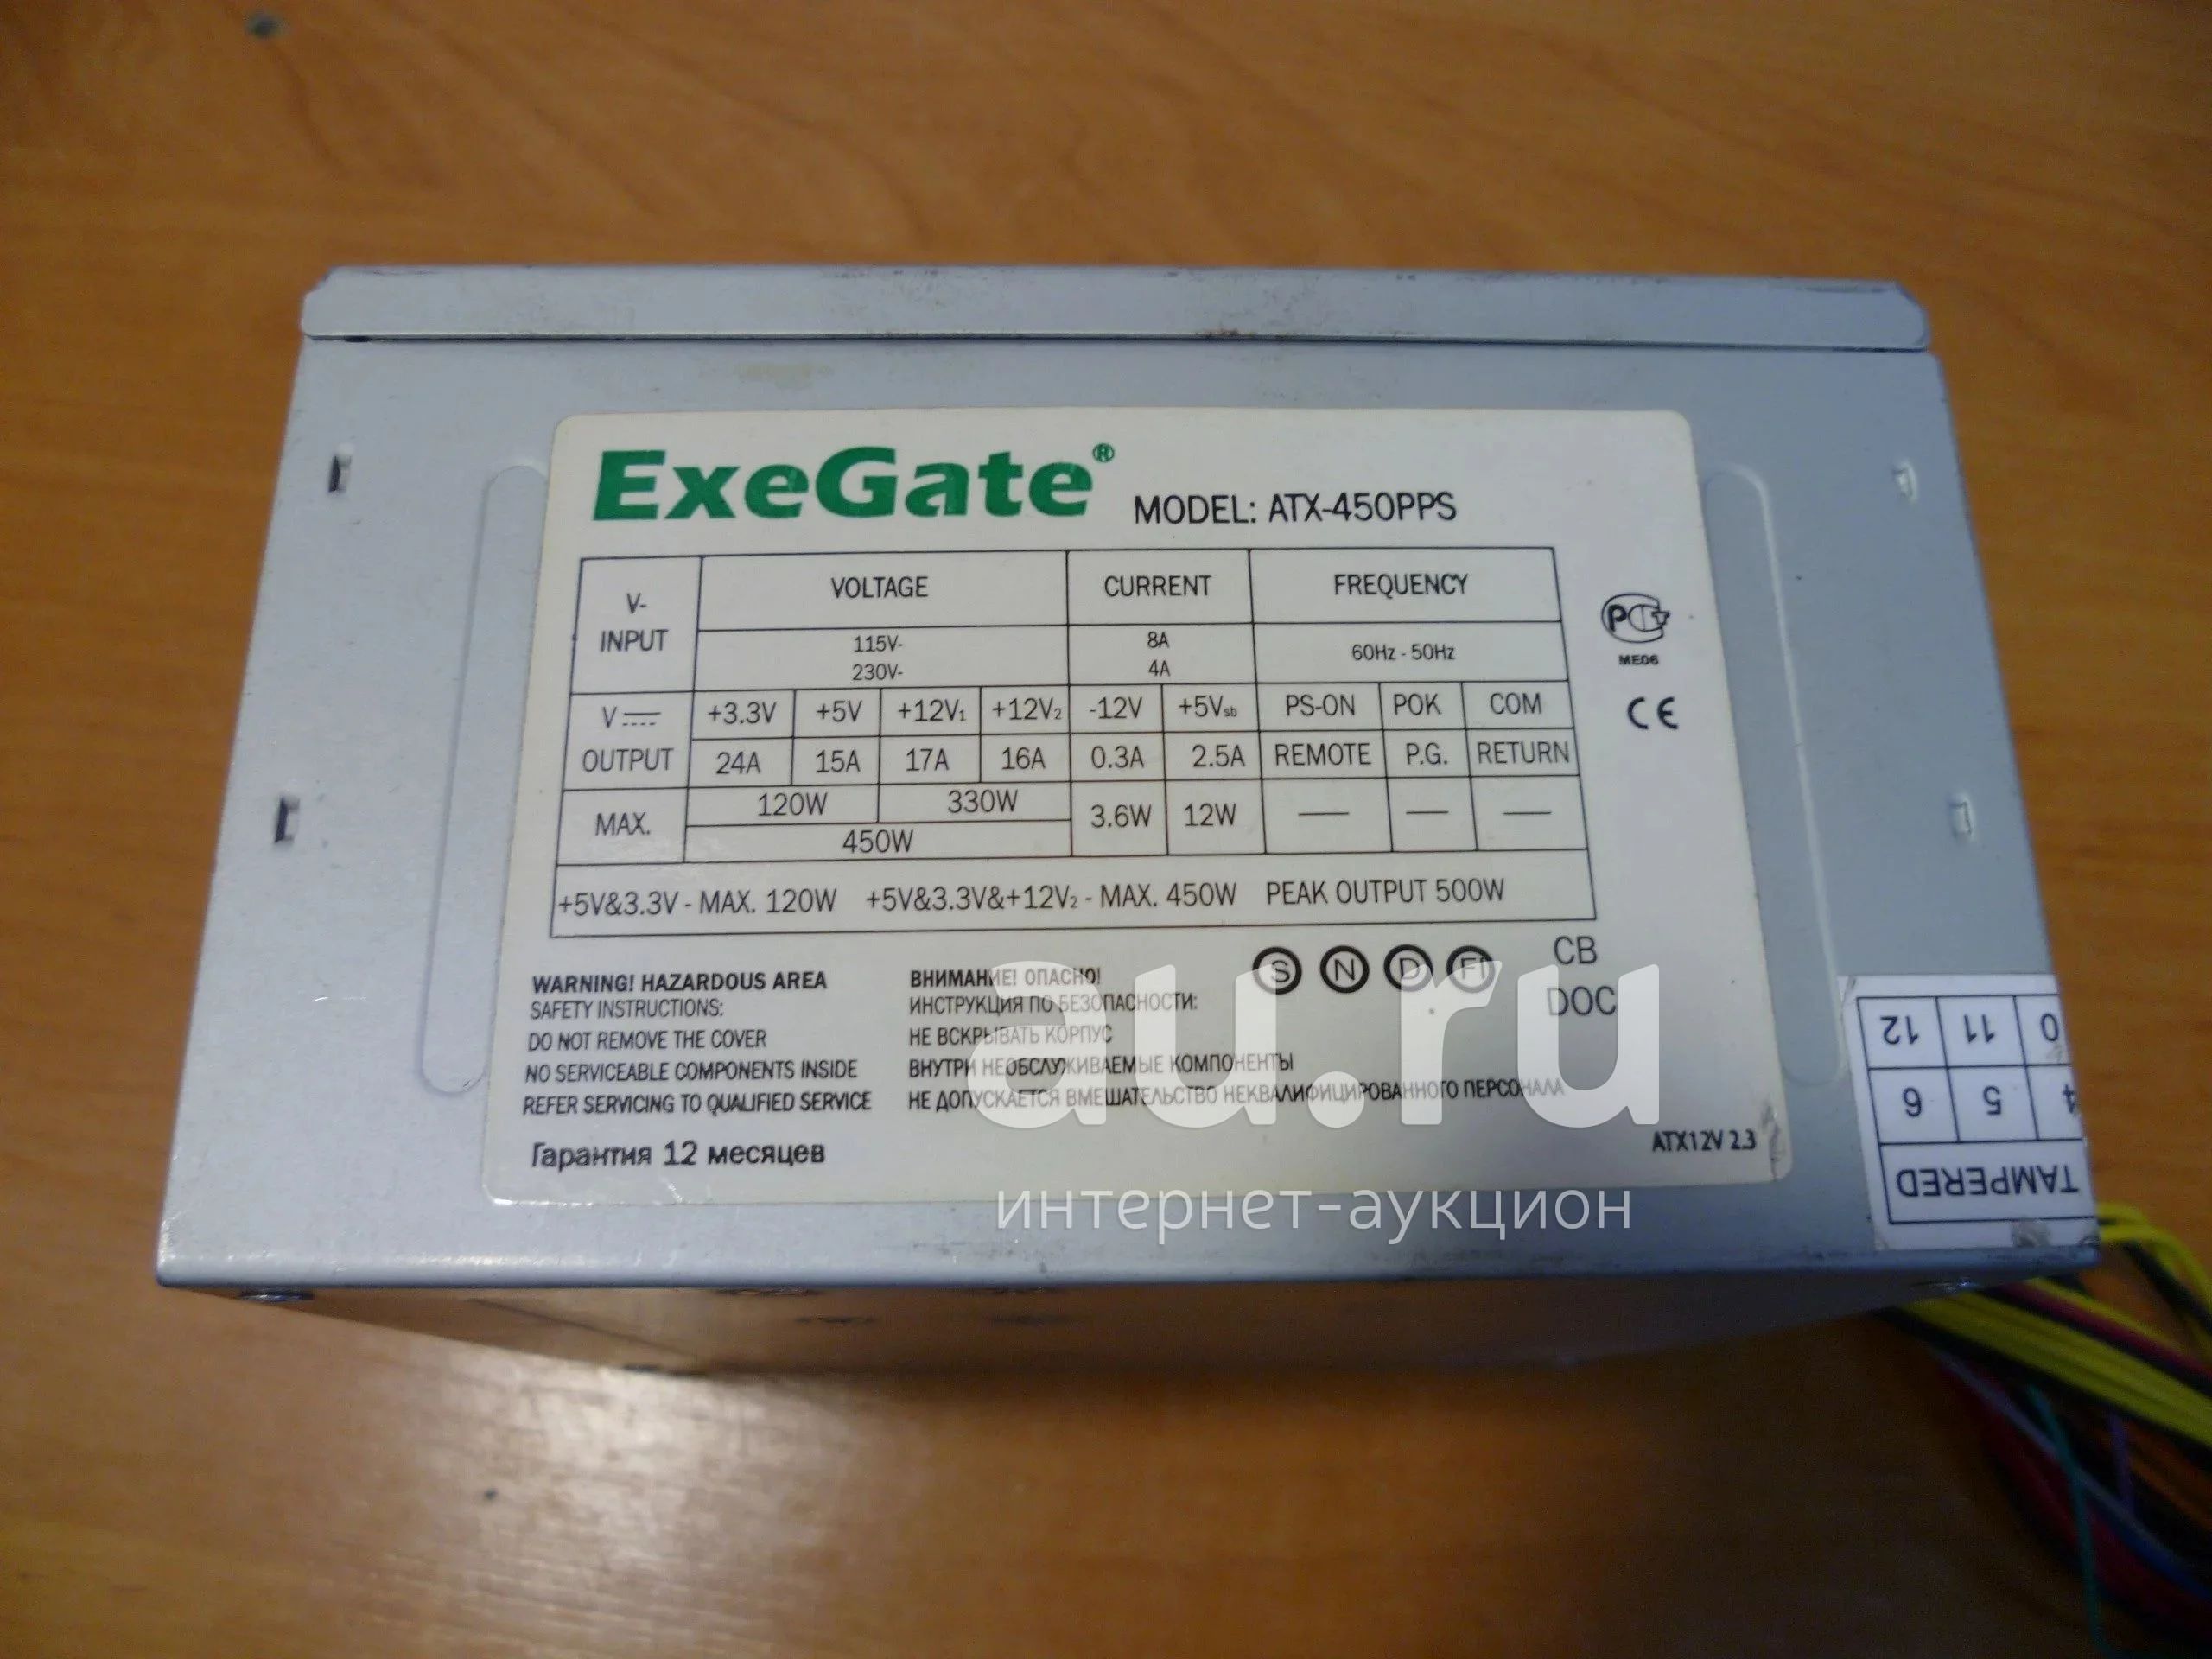 ExeGate® MODEL: ATX-450PPS
V- INPUT VOLTAGE CURRENT FREQUENCY
115V- 8A 60Hz - 50Hz
230V- 4A
V OUTPUT +3.3V +5V +12V1 +12V2 -12V +5Vsb PS-ON POK COM
24A 15A 17A 16A 0.3A 2.5A REMOTE P.G. RETURN
MAX. 120W 330W 3.6W 12W — — —
450W
+5V&3.3V - MAX. 120W +5V&3.3V&+12V2 - MAX. 450W PEAK OUTPUT 500W
РСТ
ME06
CE
S N D FI CB
DOC
WARNING! HAZARDOUS AREA
SAFETY INSTRUCTIONS:
DO NOT REMOVE THE COVER
NO SERVICEABLE COMPONENTS INSIDE
REFER SERVICING TO QUALIFIED SERVICE
ВНИМАНИЕ! ОПАСНО!
ИНСТРУКЦИЯ ПО БЕЗОПАСНОСТИ:
НЕ ВСКРЫВАТЬ КОРПУС
ВНУТРИ НЕОБСЛУЖИВАЕМЫЕ КОМПОНЕНТЫ
НЕ ДОПУСКАЕТСЯ ВМЕШАТЕЛЬСТВО НЕКВАЛИФИЦИРОВАННОГО ПЕРСОНАЛА
Гарантия 12 месяцев
ATX12V 2.3
TAMPERED
4 5 6
0 11 12
au.ru
интернет-аукцион